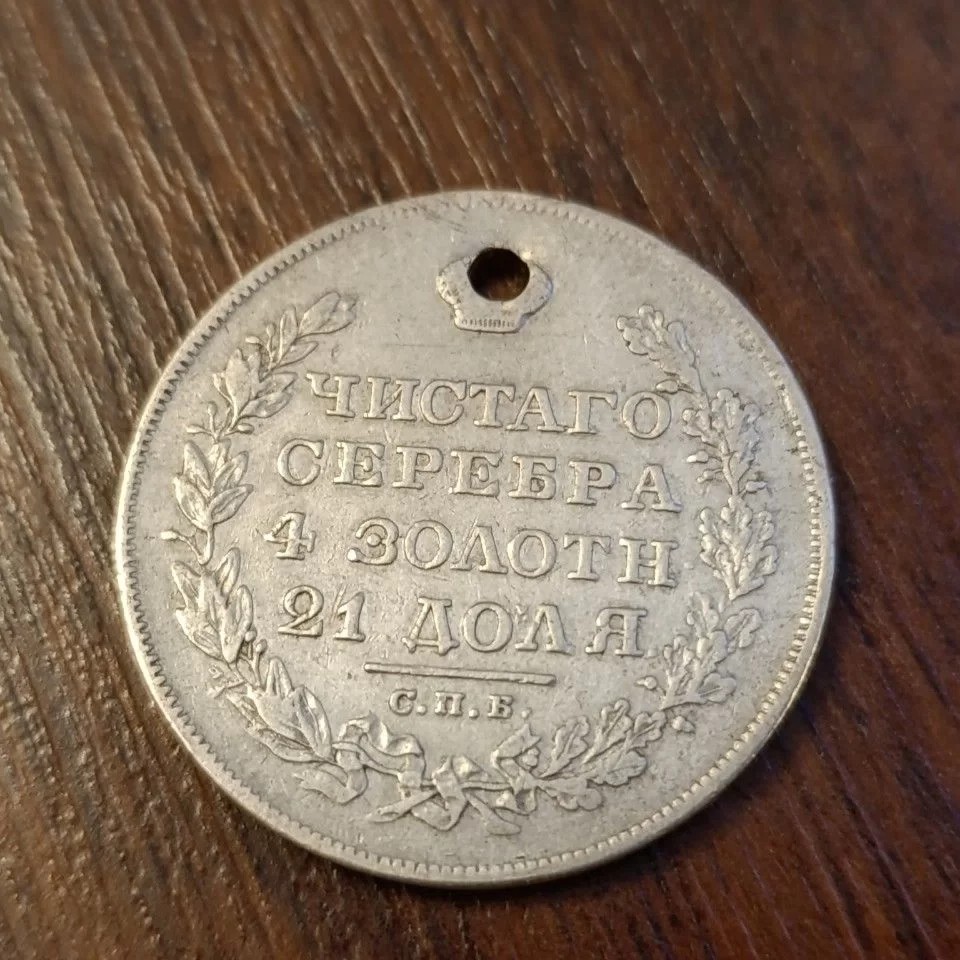 ЧИСТАГО
СЕРЕБРА
4 ЗОЛОТН
21 ДОЛЯ
С.П.Б.